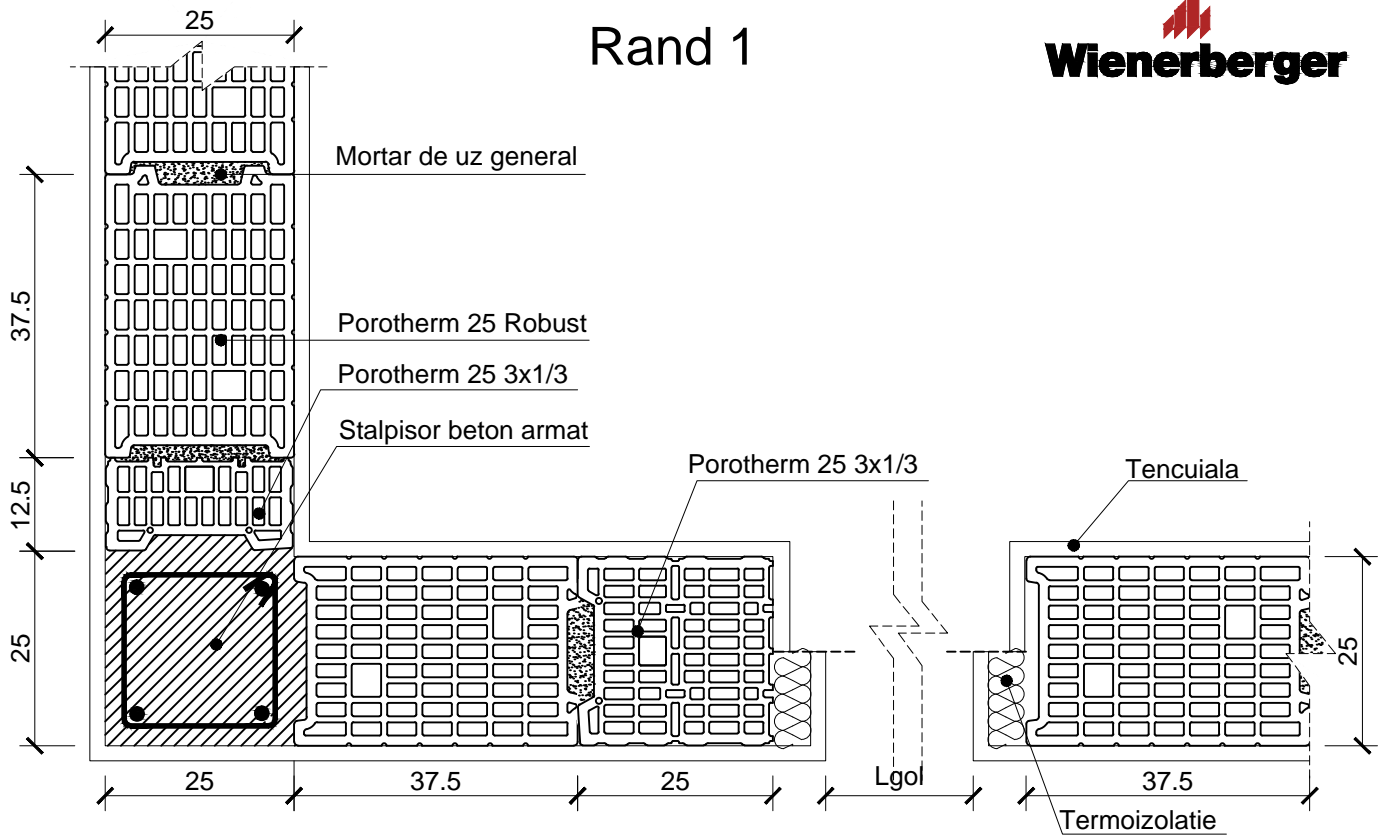 25
Rand 1
Wienerberger
Mortar de uz general
37.5
Porotherm 25 Robust
Porotherm 25 3x1/3
Stalpisor beton armat
Porotherm 25 3x1/3
Tencuiala
12.5
25
25
25
37.5
25
Lgol
37.5
Termoizolatie